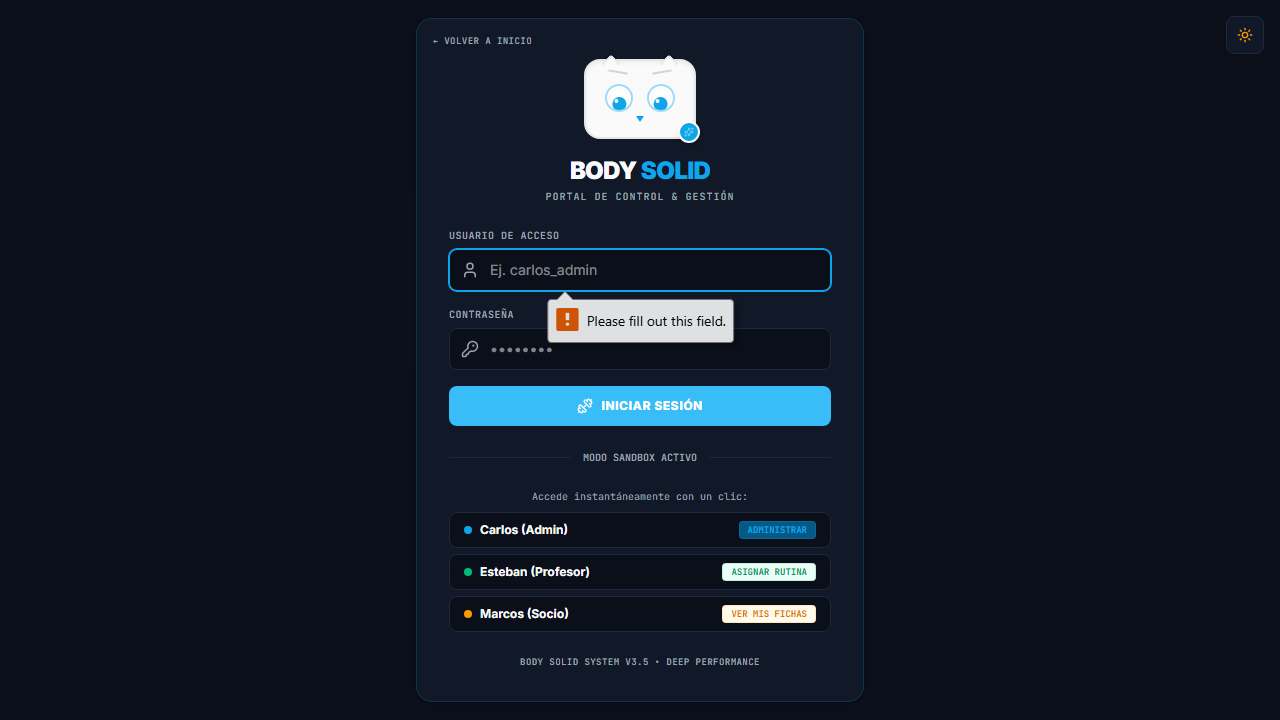 ← VOLVER A INICIO
BODY SOLID
PORTAL DE CONTROL & GESTIÓN
USUARIO DE ACCESO
Ej. carlos_admin
Please fill out this field.
CONTRASEÑA
••••••••
INICIAR SESIÓN
MODO SANDBOX ACTIVO
Accede instantáneamente con un clic:
Carlos (Admin) ADMINISTRAR
Esteban (Profesor) ASIGNAR RUTINA
Marcos (Socio) VER MIS FICHAS
BODY SOLID SYSTEM V3.5 • DEEP PERFORMANCE